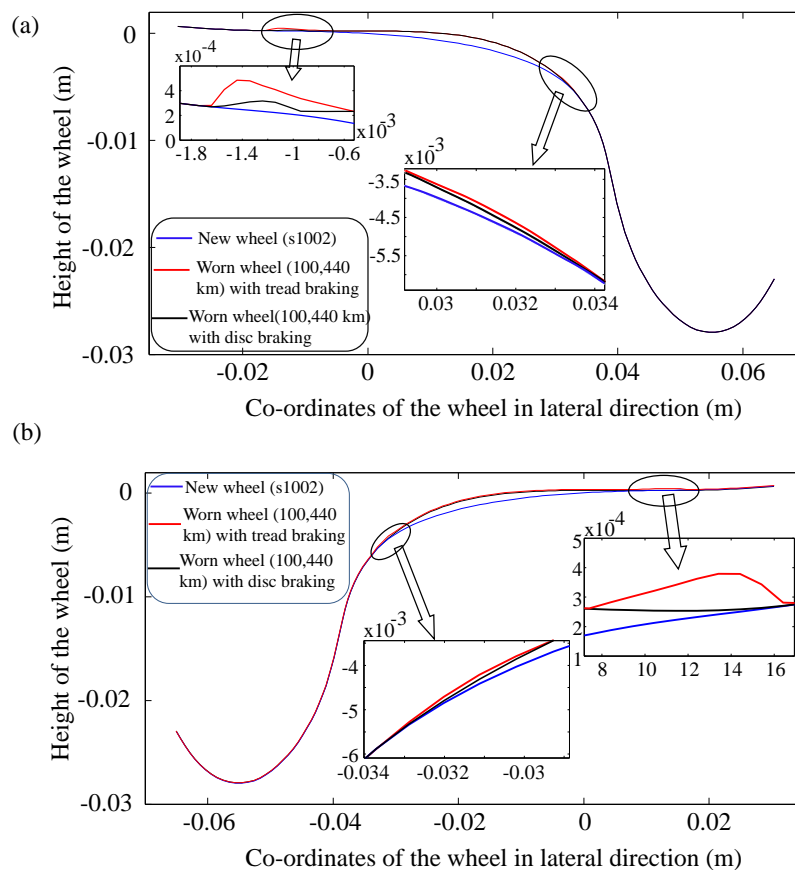 (a)
0
-0.01
-0.02
-0.03
Height of the wheel (m)
x10⁻⁴
6
4
2
0
-1.8
-1.4
-1
-0.6
x10⁻³
x10⁻³
-3.5
-4.5
-5.5
0.03
0.032
0.034
New wheel (s1002)
Worn wheel (100,440
km) with tread braking
Worn wheel(100,440 km)
with disc braking
-0.02
0
0.02
0.04
0.06
Co-ordinates of the wheel in lateral direction (m)
(b)
0
-0.01
-0.02
-0.03
Height of the wheel (m)
New wheel (s1002)
Worn wheel (100,440
km) with tread braking
Worn wheel (100,440
km) with disc braking
x10⁻⁴
5
4
3
2
1
8
10
12
14
16
x10⁻³
-4
-5
-6
-0.034
-0.032
-0.03
-0.06
-0.04
-0.02
0
0.02
Co-ordinates of the wheel in lateral direction (m)